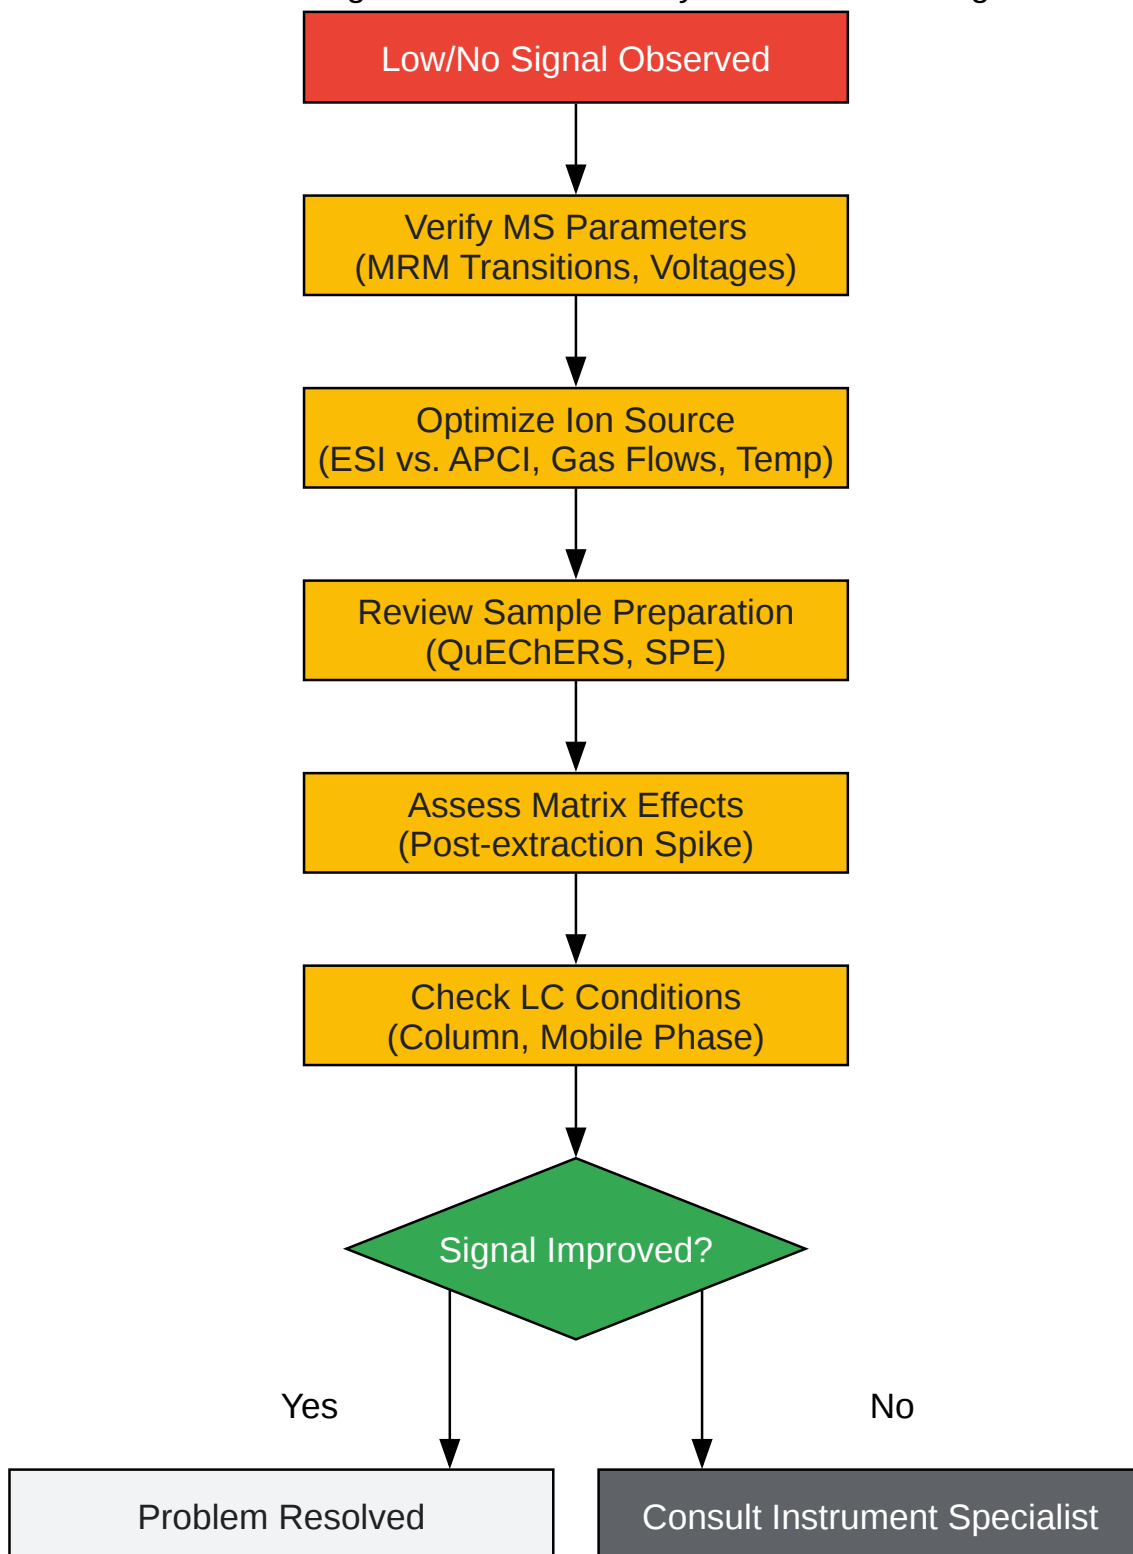 Low/No Signal Observed
Verify MS Parameters
(MRM Transitions, Voltages)
Optimize Ion Source
(ESI vs. APCI, Gas Flows, Temp)
Review Sample Preparation
(QuEChERS, SPE)
Assess Matrix Effects
(Post-extraction Spike)
Check LC Conditions
(Column, Mobile Phase)
Signal Improved?
Yes
No
Problem Resolved
Consult Instrument Specialist